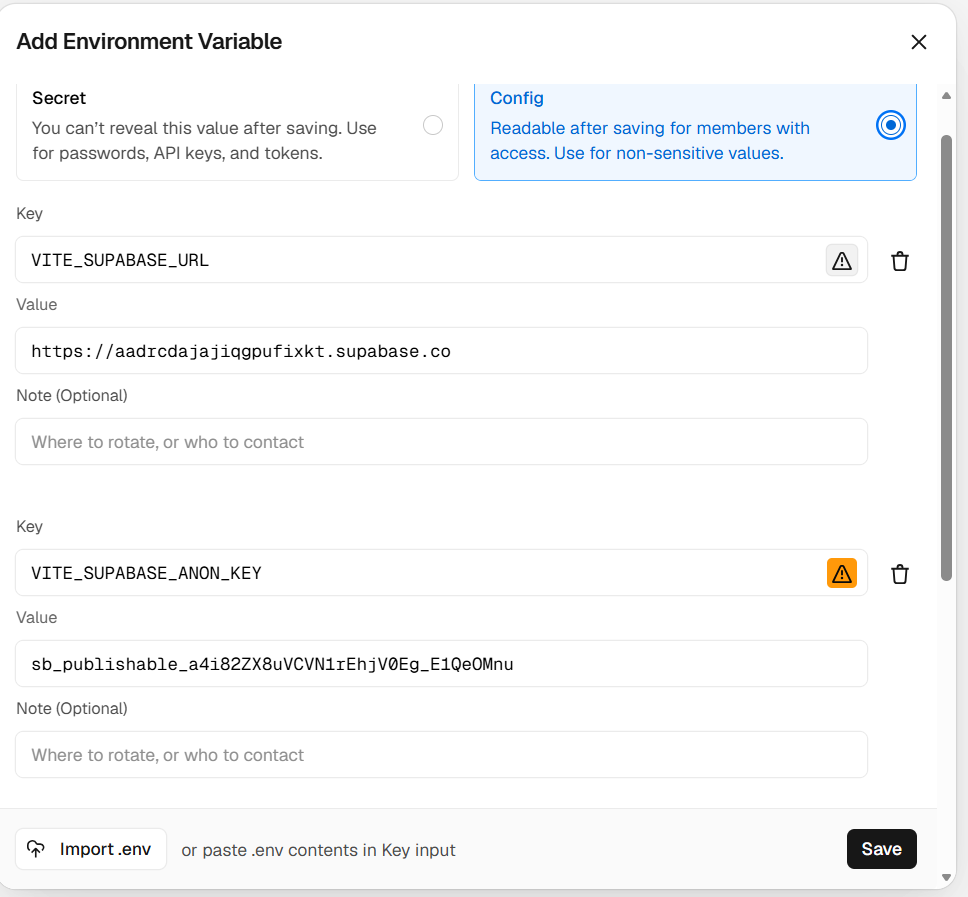 Add Environment Variable
Secret
You can’t reveal this value after saving. Use
for passwords, API keys, and tokens.
Config
Readable after saving for members with
access. Use for non-sensitive values.
Key
VITE_SUPABASE_URL
Value
https://aadrcdajajiqgpufixkt.supabase.co
Note (Optional)
Where to rotate, or who to contact
Key
VITE_SUPABASE_ANON_KEY
Value
sb_publishable_a4i82ZX8uVCVN1rEhjV0Eg_E1QeOMnu
Note (Optional)
Where to rotate, or who to contact
Import .env
or paste .env contents in Key input
Save